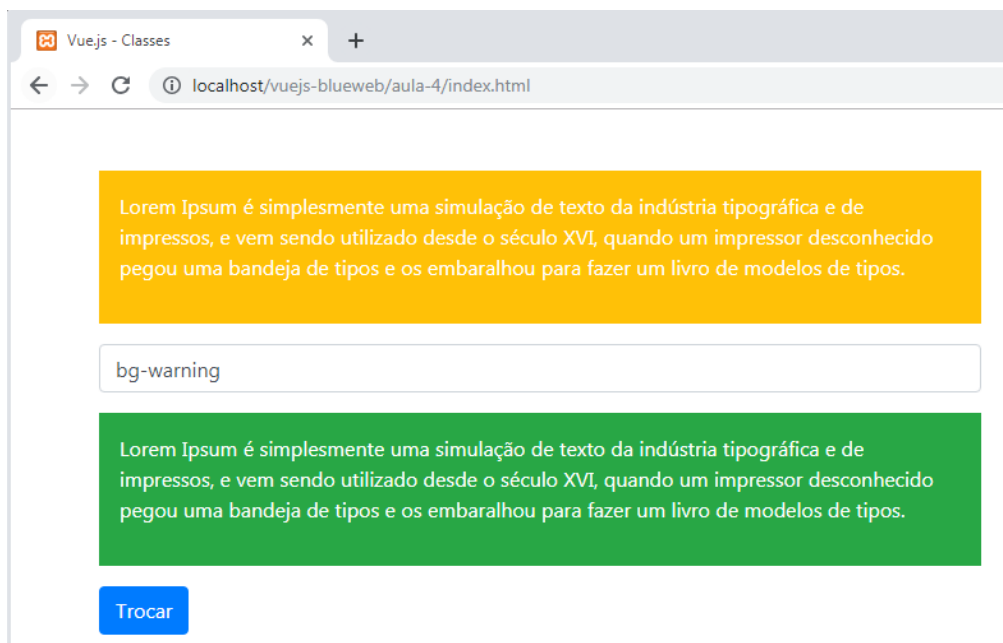 Vue.js - Classes
localhost/vuejs-blueweb/aula-4/index.html
Lorem Ipsum é simplesmente uma simulação de texto da indústria tipográfica e de
impressos, e vem sendo utilizado desde o século XVI, quando um impressor desconhecido
pegou uma bandeja de tipos e os embaralhou para fazer um livro de modelos de tipos.
bg-warning
Lorem Ipsum é simplesmente uma simulação de texto da indústria tipográfica e de
impressos, e vem sendo utilizado desde o século XVI, quando um impressor desconhecido
pegou uma bandeja de tipos e os embaralhou para fazer um livro de modelos de tipos.
Trocar